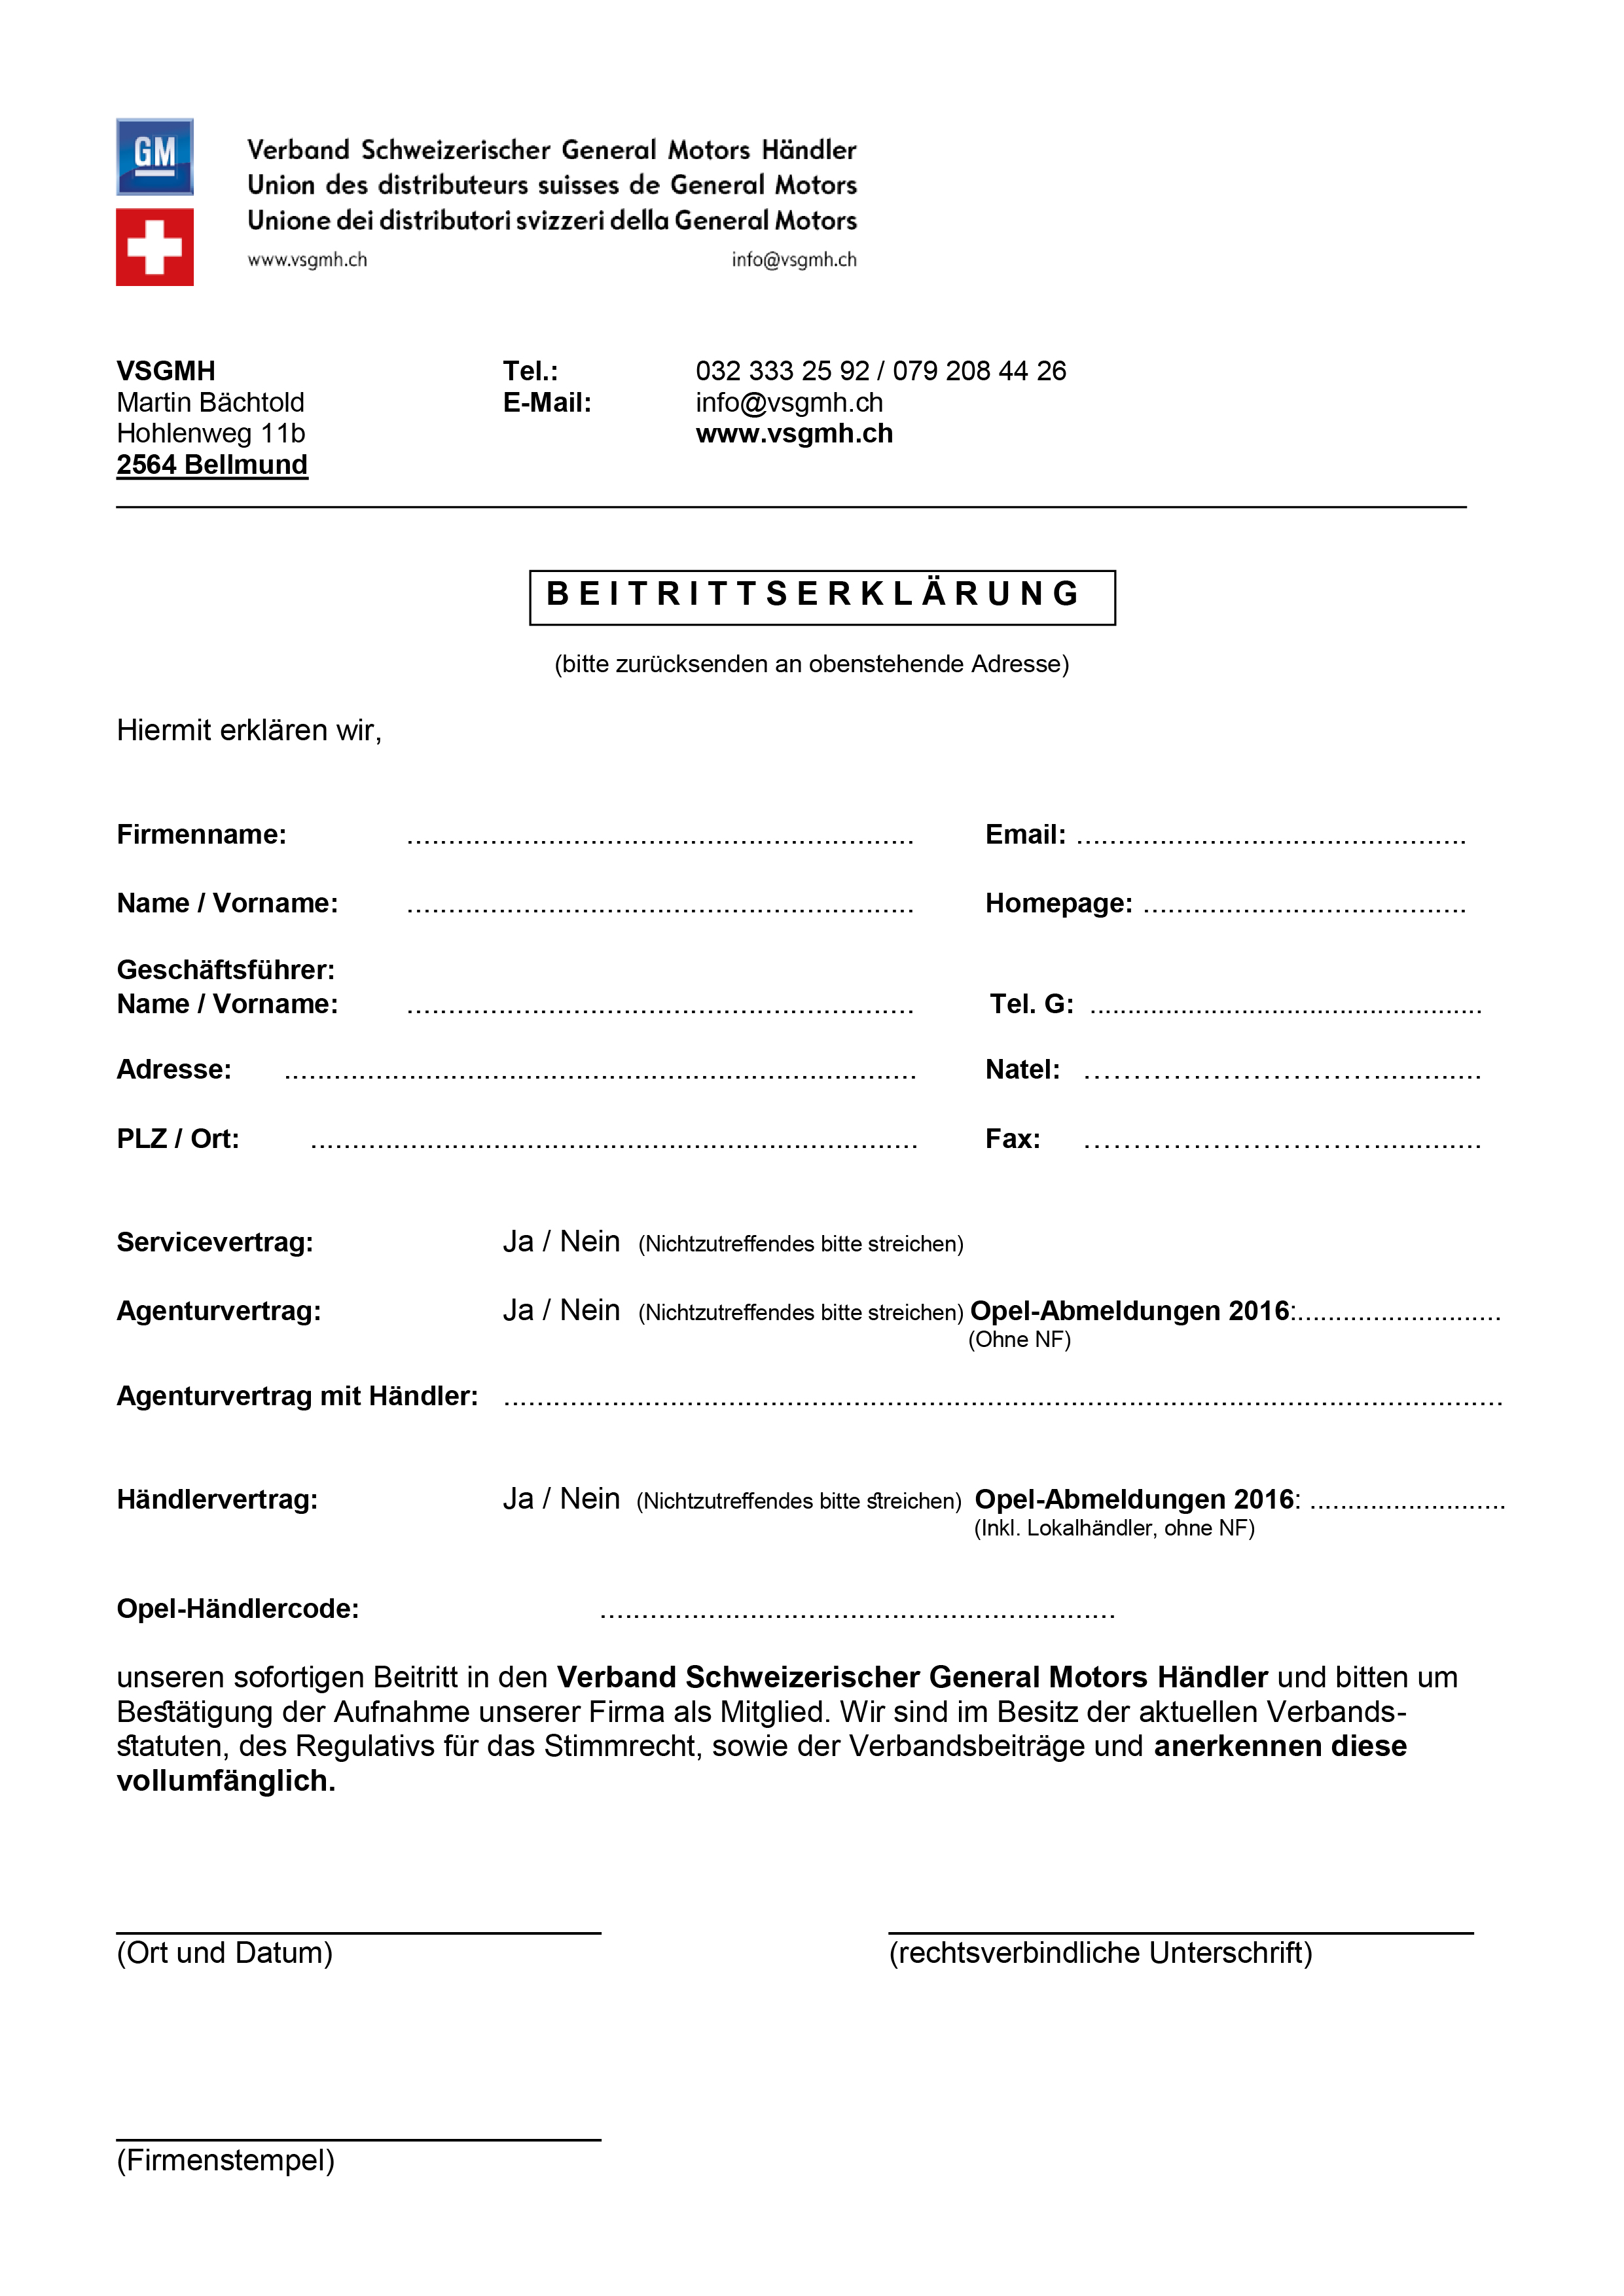 GM
Verband Schweizerischer General Motors Händler
Union des distributeurs suisses de General Motors
Unione dei distributori svizzeri della General Motors
www.vsgmh.ch info@vsgmh.ch
VSGMH Tel.: 032 333 25 92 / 079 208 44 26
Martin Bächtold E-Mail: info@vsgmh.ch
Hohlenweg 11b www.vsgmh.ch
2564 Bellmund
BEITRITTSERKLÄRUNG
(bitte zurücksenden an obenstehende Adresse)
Hiermit erklären wir,
Firmenname: ............................................................. Email: ...............................................
Name / Vorname: ............................................................. Homepage: .......................................
Geschäftsführer:
Name / Vorname: ............................................................. Tel. G: ...................................................
Adresse: ............................................................................ Natel: ...............................................
PLZ / Ort: ......................................................................... Fax: ...............................................
Servicevertrag: Ja / Nein (Nichtzutreffendes bitte streichen)
Agenturvertrag: Ja / Nein (Nichtzutreffendes bitte streichen) Opel-Abmeldungen 2016:...........................
(Ohne NF)
Agenturvertrag mit Händler: ........................................................................................................................
Händlervertrag: Ja / Nein (Nichtzutreffendes bitte streichen) Opel-Abmeldungen 2016: ..........................
(Inkl. Lokalhändler, ohne NF)
Opel-Händlercode: ..............................................................
unseren sofortigen Beitritt in den Verband Schweizerischer General Motors Händler und bitten um
Bestätigung der Aufnahme unserer Firma als Mitglied. Wir sind im Besitz der aktuellen Verbands-
statuten, des Regulativs für das Stimmrecht, sowie der Verbandsbeiträge und anerkennen diese
vollumfänglich.
(Ort und Datum) (rechtsverbindliche Unterschrift)
(Firmenstempel)